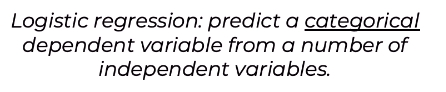 Logistic regression: predict a categorical
dependent variable from a number of
independent variables.